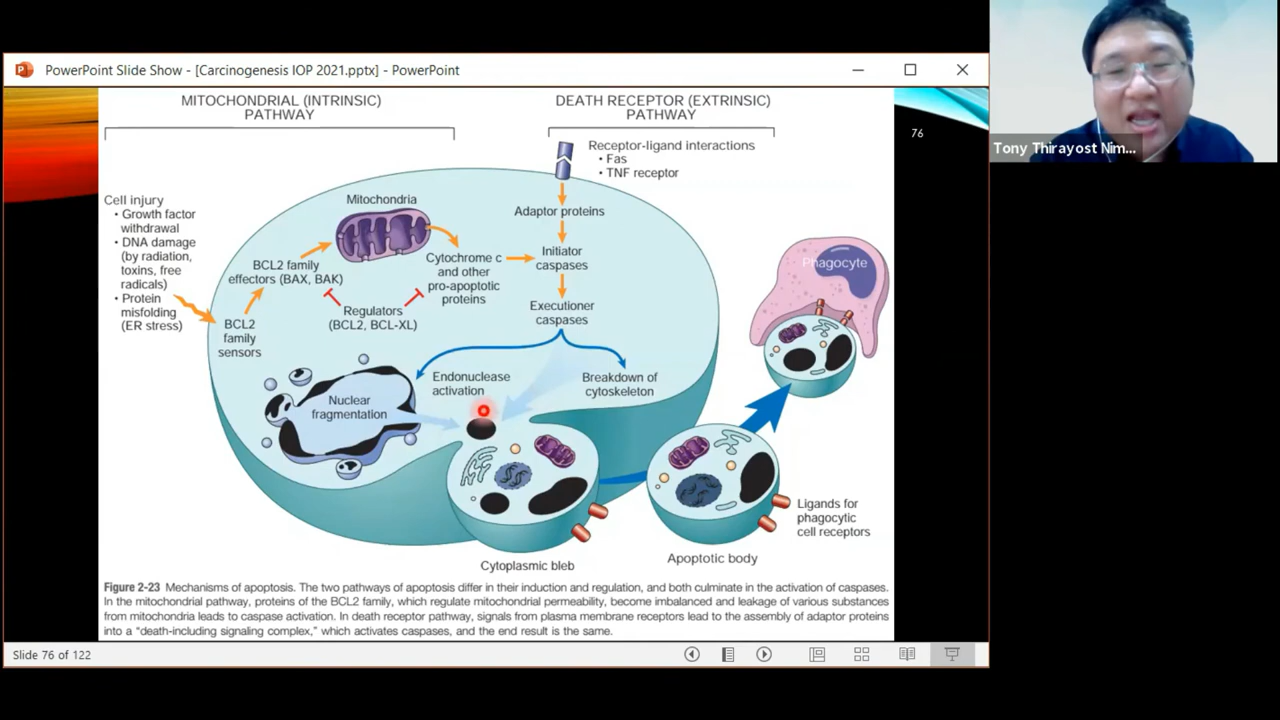 PowerPoint Slide Show - [Carcinogenesis IOP 2021.pptx] - PowerPoint
Tony Thirayost Nim...
76
MITOCHONDRIAL (INTRINSIC)
PATHWAY
DEATH RECEPTOR (EXTRINSIC)
PATHWAY
Receptor-ligand interactions
• Fas
• TNF receptor
Cell injury
• Growth factor
withdrawal
• DNA damage
(by radiation,
toxins, free
radicals)
• Protein
misfolding
(ER stress)
Mitochondria
Adaptor proteins
BCL2 family
effectors (BAX, BAK)
Cytochrome c
and other
pro-apoptotic
proteins
Initiator
caspases
Phagocyte
Regulators
(BCL2, BCL-XL)
Executioner
caspases
BCL2
family
sensors
Endonuclease
activation
Breakdown of
cytoskeleton
Nuclear
fragmentation
Ligands for
phagocytic
cell receptors
Cytoplasmic bleb
Apoptotic body
Figure 2-23 Mechanisms of apoptosis. The two pathways of apoptosis differ in their induction and regulation, and both culminate in the activation of caspases.
In the mitochondrial pathway, proteins of the BCL2 family, which regulate mitochondrial permeability, become imbalanced and leakage of various substances
from mitochondria leads to caspase activation. In death receptor pathway, signals from plasma membrane receptors lead to the assembly of adaptor proteins
into a “death-including signaling complex,” which activates caspases, and the end result is the same.
Slide 76 of 122